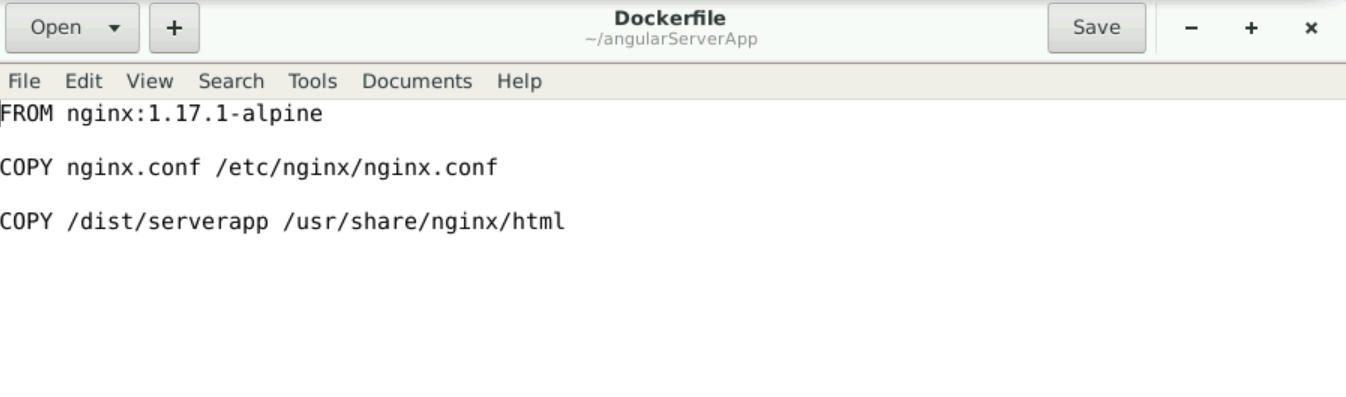 Open
+
Dockerfile
~/angularServerApp
Save
File Edit View Search Tools Documents Help
FROM nginx:1.17.1-alpine
COPY nginx.conf /etc/nginx/nginx.conf
COPY /dist/serverapp /usr/share/nginx/html